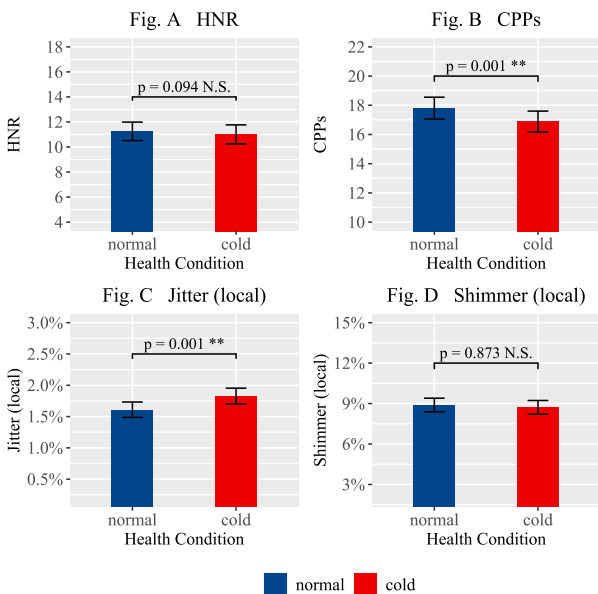 Fig. A HNR
18
16
14
12
10
8
6
4
HNR
p = 0.094 N.S.
normal cold
Health Condition
Fig. B CPPs
22
20
18
16
14
12
10
CPPs
p = 0.001 **
normal cold
Health Condition
Fig. C Jitter (local)
3.0%
2.5%
2.0%
1.5%
1.0%
0.5%
Jitter (local)
p = 0.001 **
normal cold
Health Condition
Fig. D Shimmer (local)
15%
12%
9%
6%
3%
Shimmer (local)
p = 0.873 N.S.
normal cold
Health Condition
normal cold